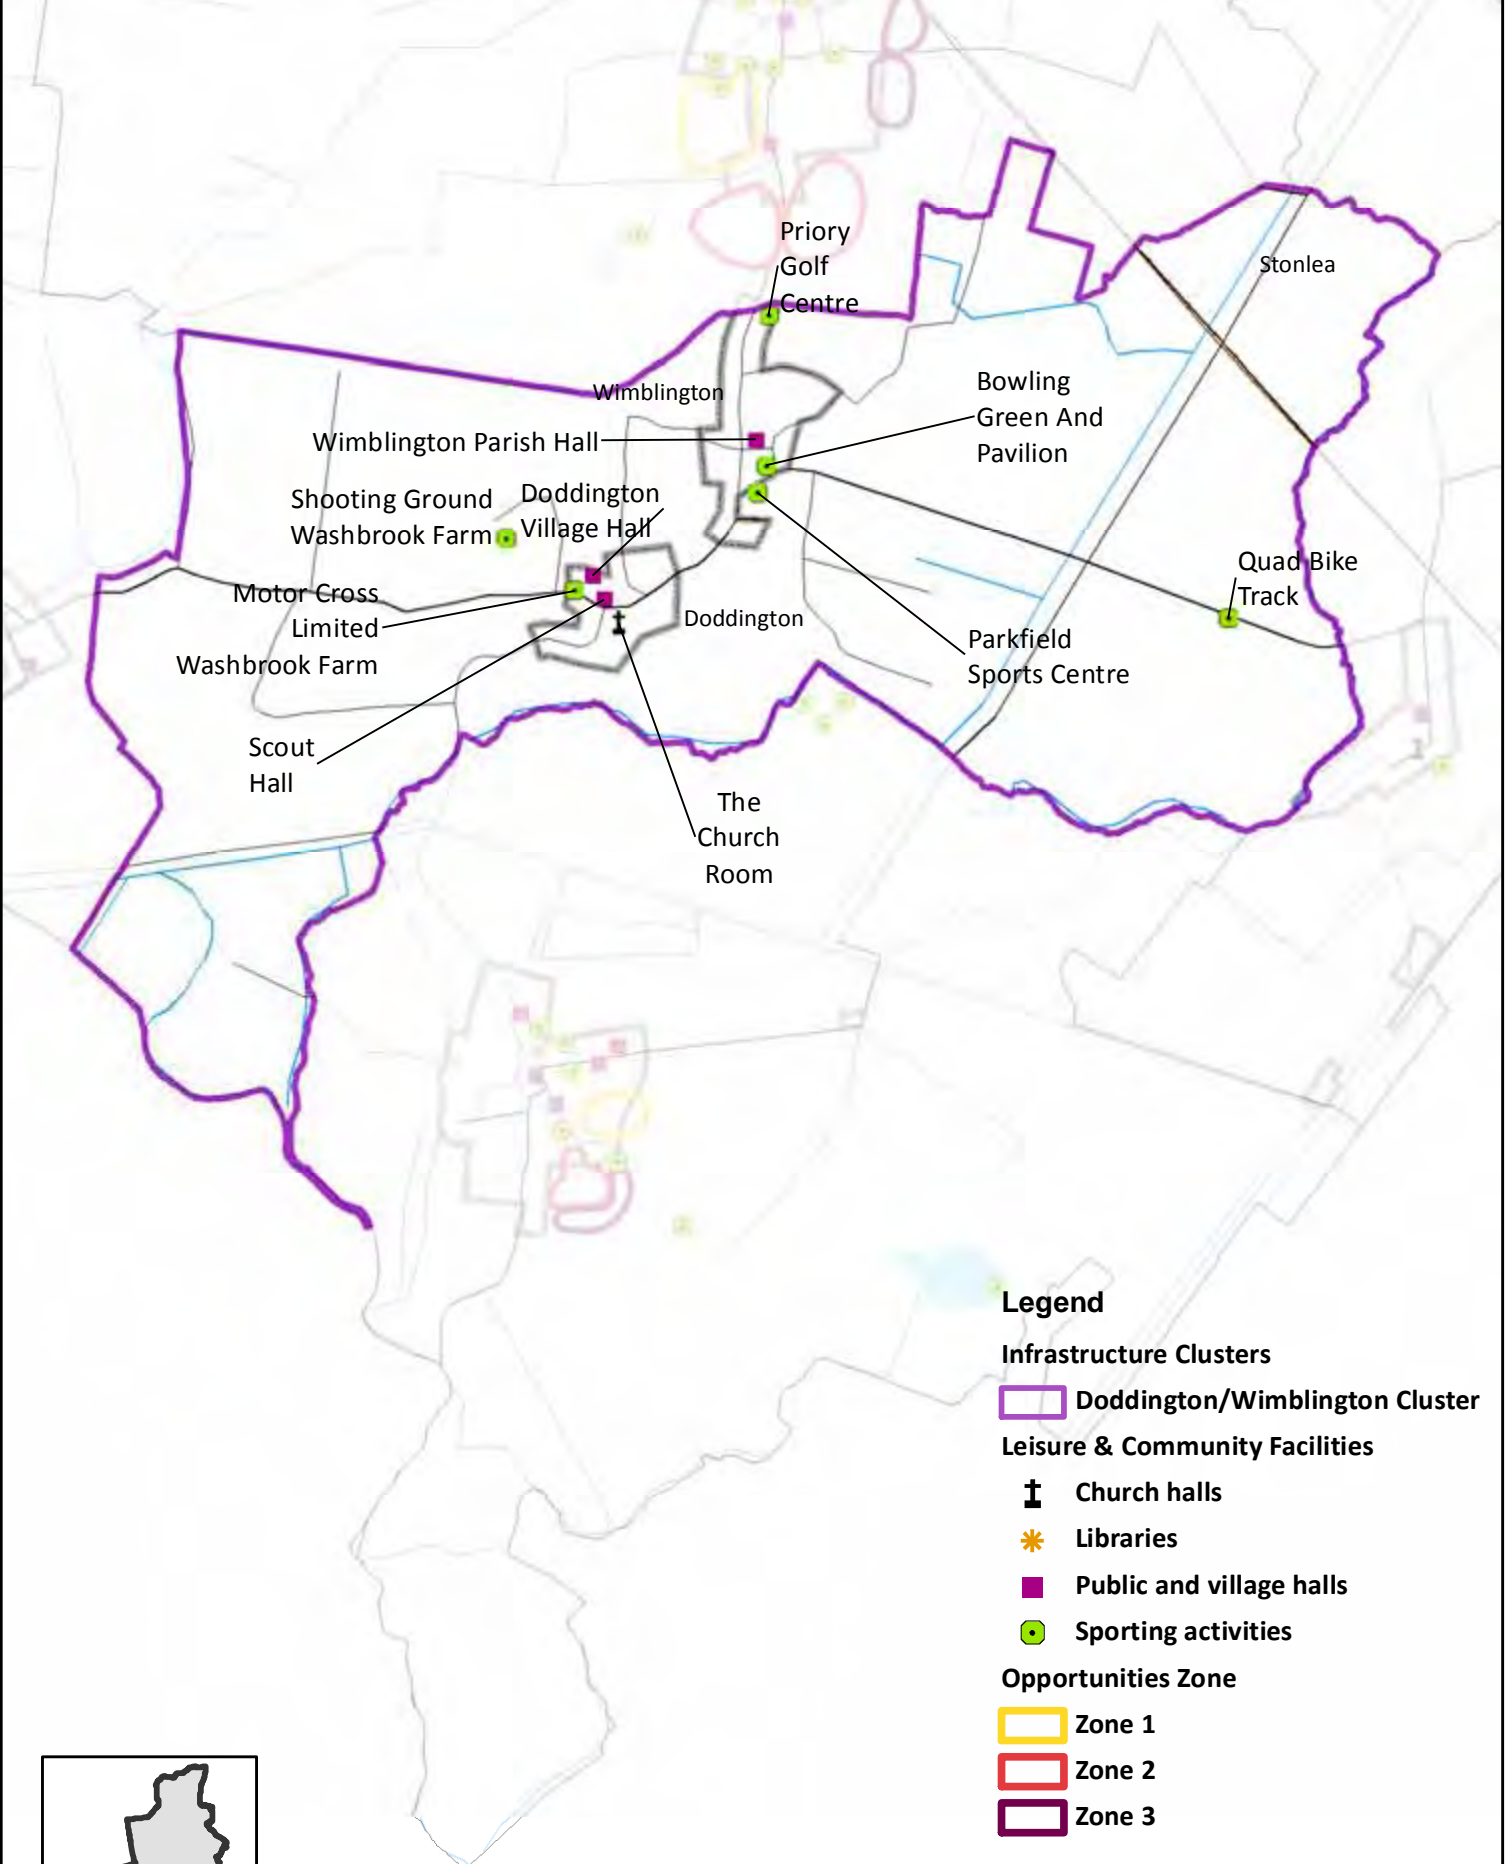 Priory
Golf
Centre
Stonlea
Wimblington
Bowling
Green And
Pavilion
Wimblington Parish Hall
Shooting Ground
Washbrook Farm
Doddington
Village Hall
Quad Bike
Track
Motor Cross
Limited
Washbrook Farm
Doddington
Parkfield
Sports Centre
Scout
Hall
The
Church
Room
Legend
Infrastructure Clusters
Doddington/Wimblington Cluster
Leisure & Community Facilities
Church halls
Libraries
Public and village halls
Sporting activities
Opportunities Zone
Zone 1
Zone 2
Zone 3